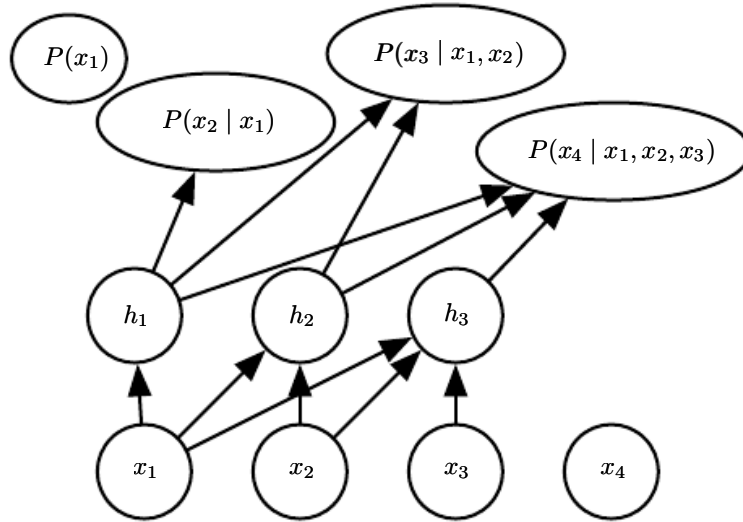 P(x₁)
P(x₃ | x₁, x₂)
P(x₂ | x₁)
P(x₄ | x₁, x₂, x₃)
h₁
h₂
h₃
x₁
x₂
x₃
x₄